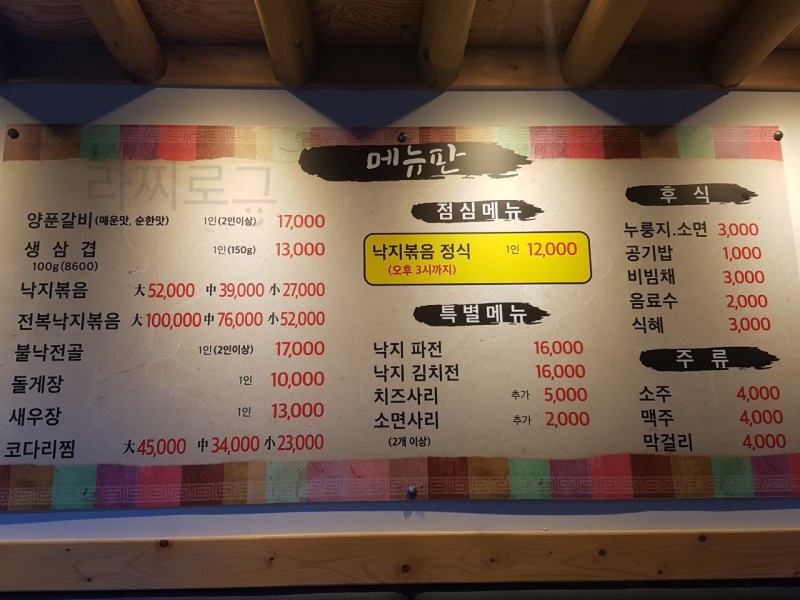 라찌로그
메뉴판
양푼갈비 (매운맛, 순한맛) 1인(2인이상) 17,000
생 삼 겹 1인(150g) 13,000
100g(8600)
낙지볶음 大52,000 中39,000 小27,000
전복낙지볶음 大100,000 中76,000 小52,000
불낙전골 1인(2인이상) 17,000
돌게장 1인 10,000
새우장 1인 13,000
코다리찜 大45,000 中34,000 小23,000
점심메뉴
낙지볶음 정식 1인 12,000
(오후 3시까지)
특별메뉴
낙지 파전 16,000
낙지 김치전 16,000
치즈사리 추가 5,000
소면사리 추가 2,000
(2개 이상)
후 식
누룽지.소면 3,000
공기밥 1,000
비빔채 3,000
음료수 2,000
식혜 3,000
주 류
소주 4,000
맥주 4,000
막걸리 4,000